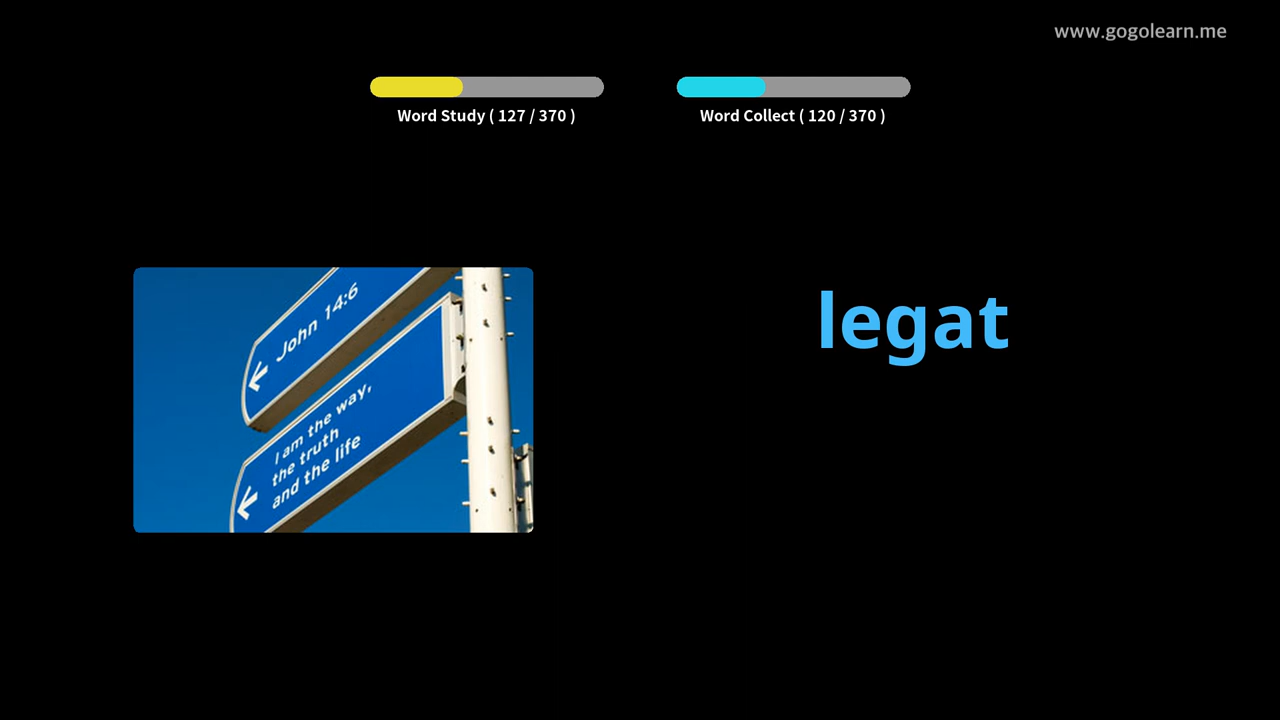 www.gogolearn.me
Word Study ( 127 / 370 )
Word Collect ( 120 / 370 )
John 14:6
I am the way,
the truth
and the life
legat